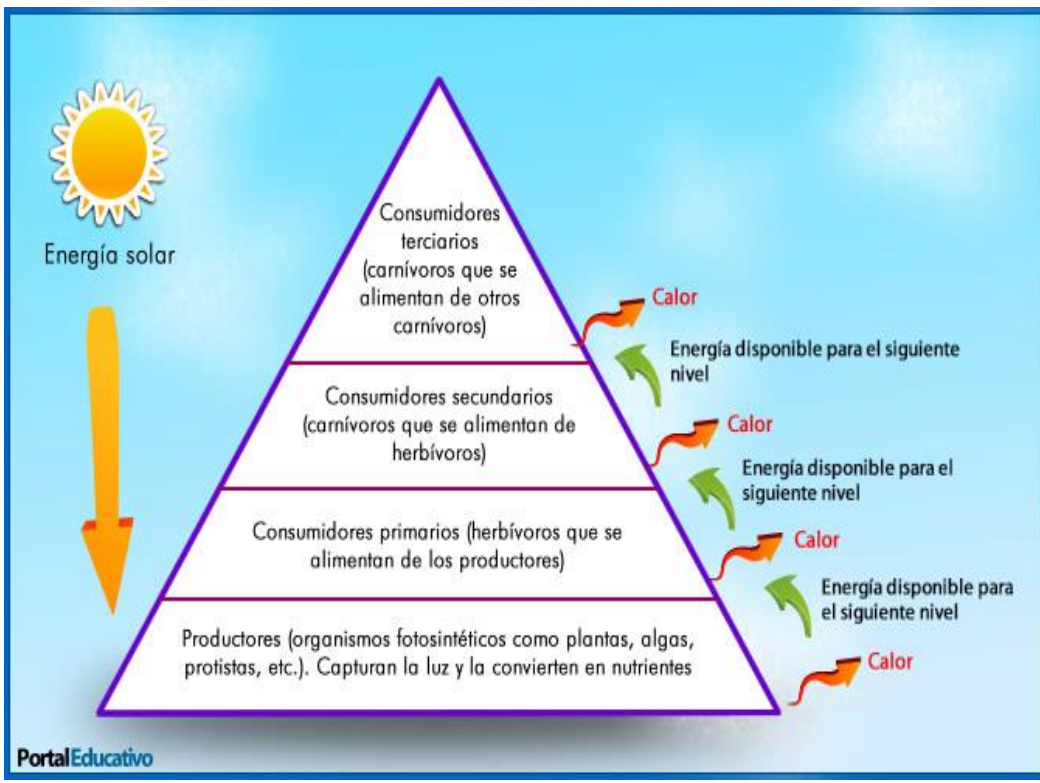 Energía solar
Consumidores
terciarios
(carnívoros que se
alimentan de otros
carnívoros)
Calor
Energía disponible para el siguiente
nivel
Consumidores secundarios
(carnívoros que se alimentan de
herbívoros)
Calor
Energía disponible para el
siguiente nivel
Consumidores primarios (herbívoros que se
alimentan de los productores)
Calor
Energía disponible para
el siguiente nivel
Productores (organismos fotosintéticos como plantas, algas,
protistas, etc.). Capturan la luz y la convierten en nutrientes
Calor
PortalEducativo